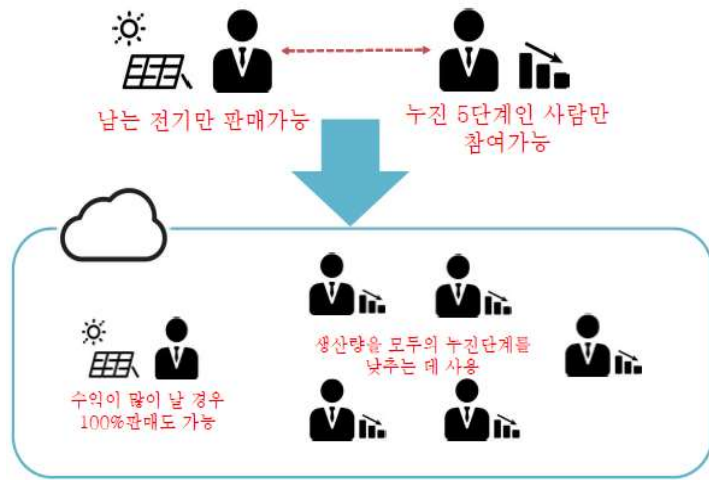 남는 전기만 판매가능
누진 5단계인 사람만
참여가능
생산량을 모두의 누진단계를
낮추는 데 사용
수익이 많이 날 경우
100%판매도 가능